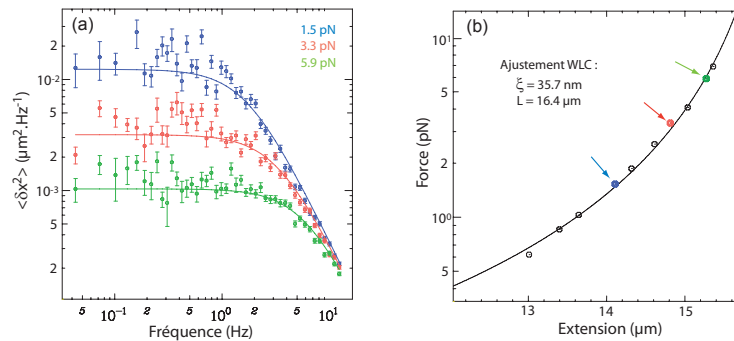 (a)
1.5 pN
3.3 pN
5.9 pN
<δx²> (µm².Hz⁻¹)
2
10⁻²
5
2
10⁻³
5
2
5
10⁻¹
2
5
10⁰
2
5
10¹
Fréquence (Hz)
(b)
Ajustement WLC :
ξ = 35.7 nm
L = 16.4 µm
Force (pN)
10¹
5
2
10⁰
5
13
14
15
Extension (µm)